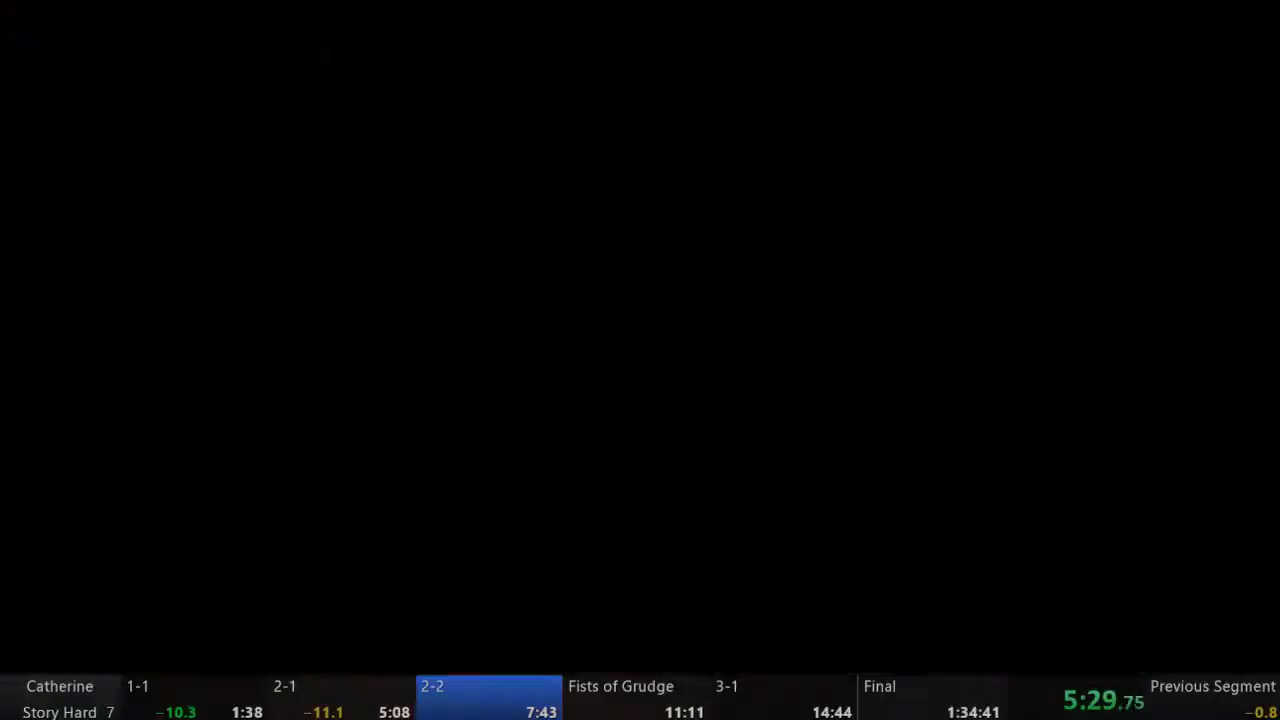 Catherine 1-1 2-1 2-2 Fists of Grudge 3-1 Final 5:29.75 Previous Segment
Story Hard 7 −10.3 1:38 −11.1 5:08 7:43 11:11 14:44 1:34:41 −0.8